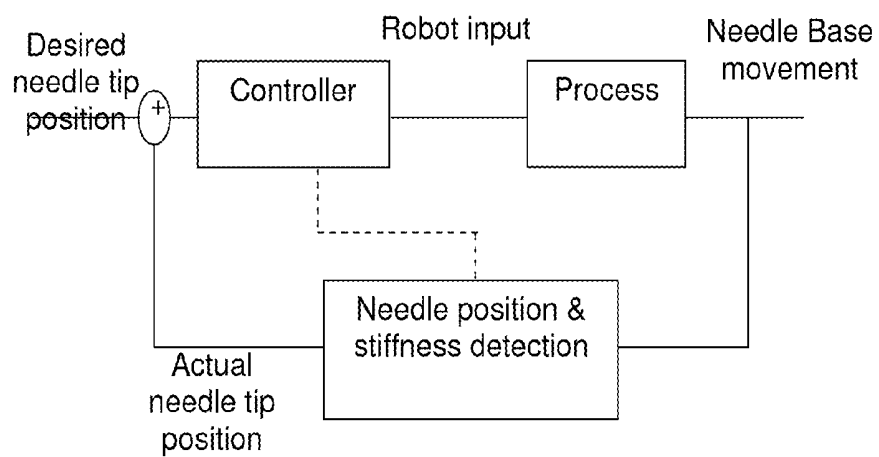 Desired
needle tip
position
+
Controller
Robot input
Process
Needle Base
movement
Needle position &
stiffness detection
Actual
needle tip
position